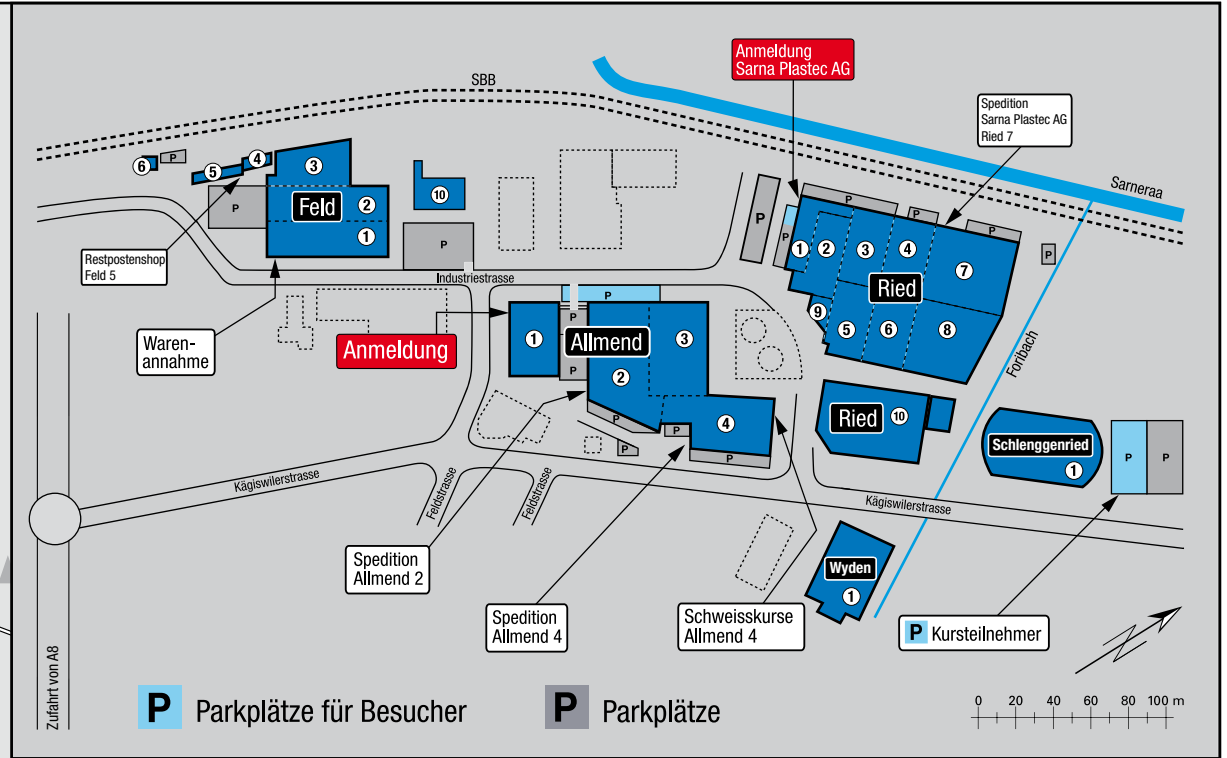 SBB
Anmeldung
Sarna Plastec AG
Spedition
Sarna Plastec AG
Ried 7
Sarneraa
6
P
5
4
3
Feld
2
1
P
10
P
Restpostenshop
Feld 5
Waren-
annahme
Industriestrasse
P
P
1
2
3
4
7
Ried
9
5
6
8
Foribach
Anmeldung
1
P
P
P
Allmend
3
2
4
P
P
P
P
Ried
10
Schlenggenried
1
P
P
Kägiswilerstrasse
Feldstrasse
Feldstrasse
Kägiswilerstrasse
Wyden
1
Spedition
Allmend 2
Spedition
Allmend 4
Schweisskurse
Allmend 4
P Kursteilnehmer
Zufahrt von A8
P Parkplätze für Besucher
P Parkplätze
N
0 20 40 60 80 100 m